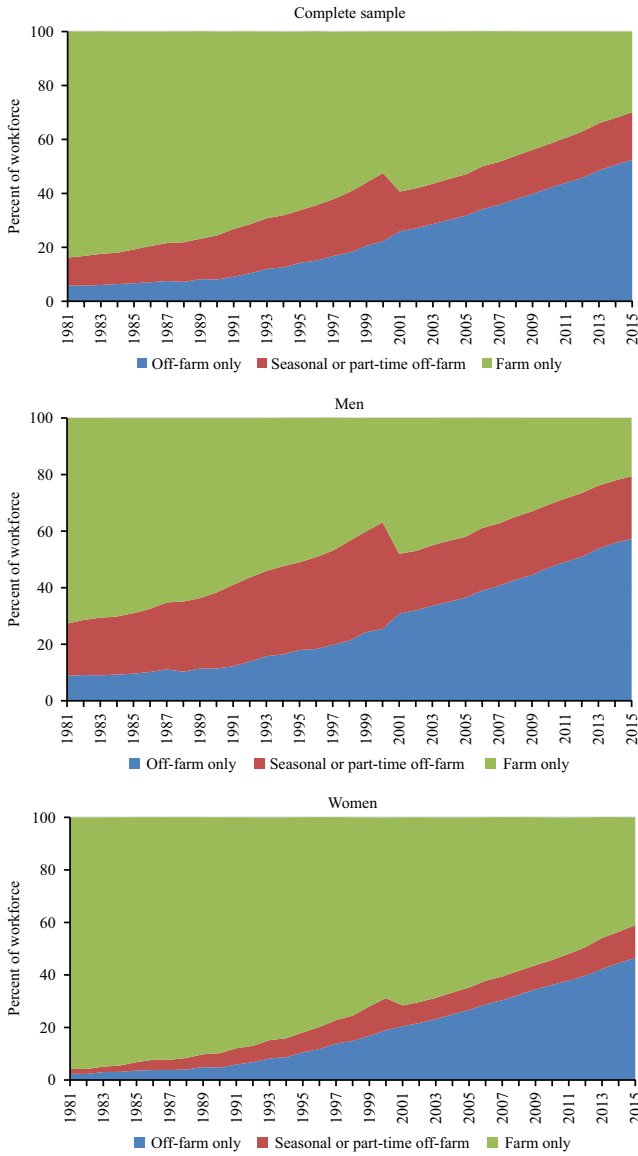 Complete sample
Percent of workforce
100
80
60
40
20
0
1981 1983 1985 1987 1989 1991 1993 1995 1997 1999 2001 2003 2005 2007 2009 2011 2013 2015
Off-farm only Seasonal or part-time off-farm Farm only
Men
Percent of workforce
100
80
60
40
20
0
1981 1983 1985 1987 1989 1991 1993 1995 1997 1999 2001 2003 2005 2007 2009 2011 2013 2015
Off-farm only Seasonal or part-time off-farm Farm only
Women
Percent of workforce
100
80
60
40
20
0
1981 1983 1985 1987 1989 1991 1993 1995 1997 1999 2001 2003 2005 2007 2009 2011 2013 2015
Off-farm only Seasonal or part-time off-farm Farm only